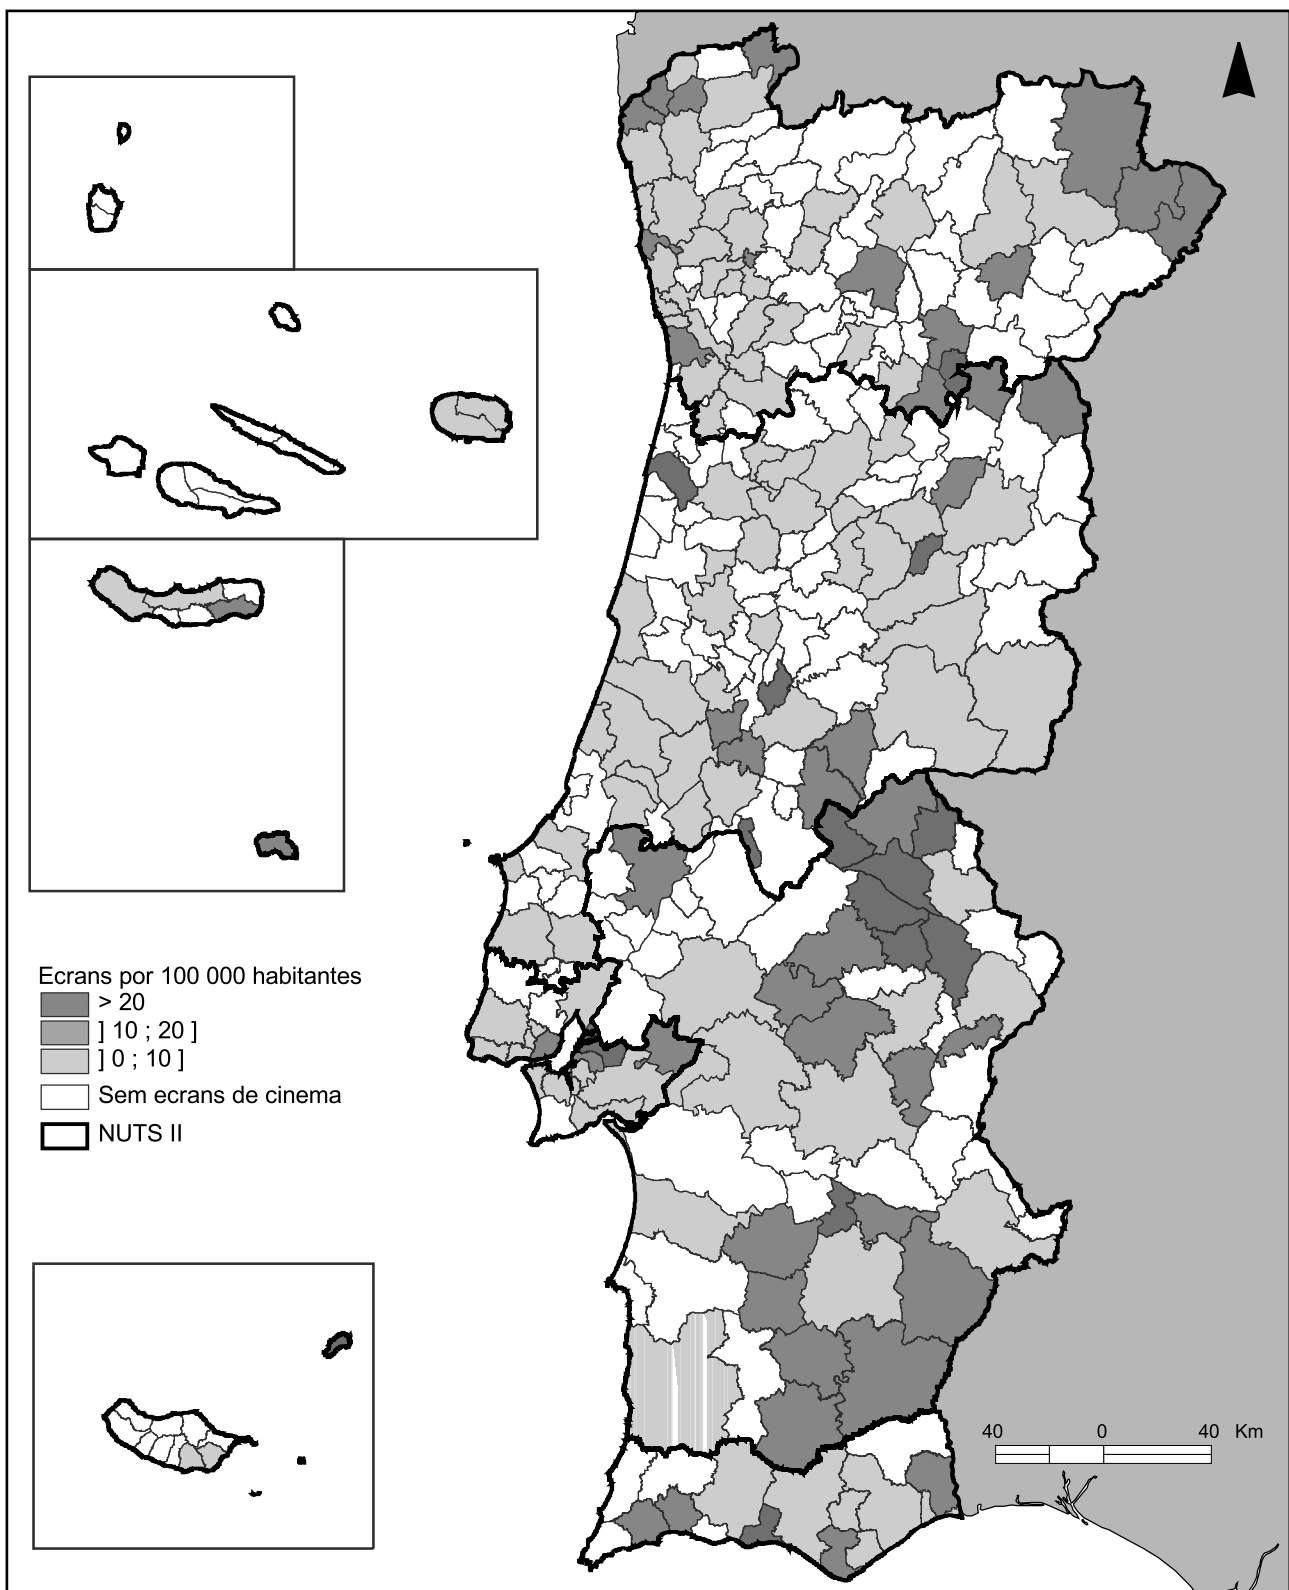 Ecrans por 100 000 habitantes
> 20
] 10 ; 20 ]
] 0 ; 10 ]
Sem ecrans de cinema
NUTS II
40 0 40 Km